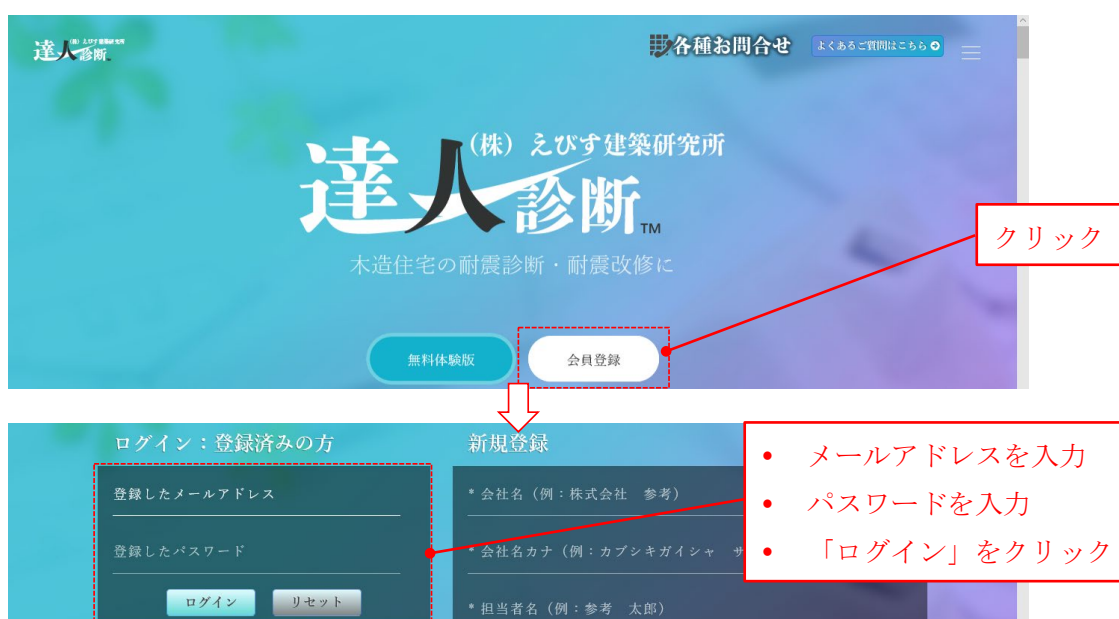 達人診断
(株) えびす建築研究所
各種お問合せ
よくあるご質問はこちら
(株) えびす建築研究所
達人診断™
木造住宅の耐震診断・耐震改修に
クリック
無料体験版
会員登録
ログイン：登録済みの方
登録したメールアドレス
登録したパスワード
ログイン
リセット
新規登録
* 会社名（例：株式会社　参考）
* 会社名カナ（例：カブシキガイシャ　サ
* 担当者名（例：参考　太郎）
• メールアドレスを入力
• パスワードを入力
• 「ログイン」をクリック